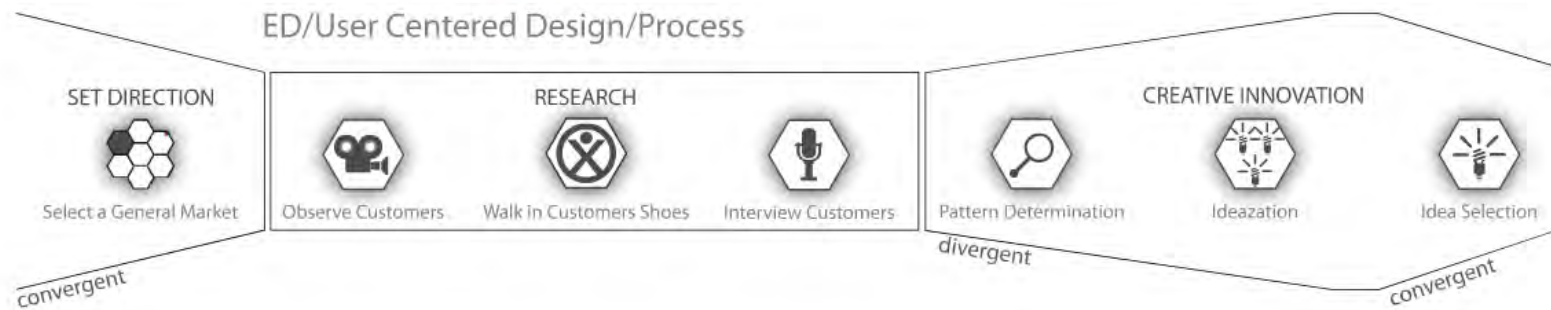 ED/User Centered Design/Process
SET DIRECTION
Select a General Market
convergent
RESEARCH
Observe Customers
Walk in Customers Shoes
Interview Customers
CREATIVE INNOVATION
Pattern Determination
Ideazation
Idea Selection
divergent
convergent